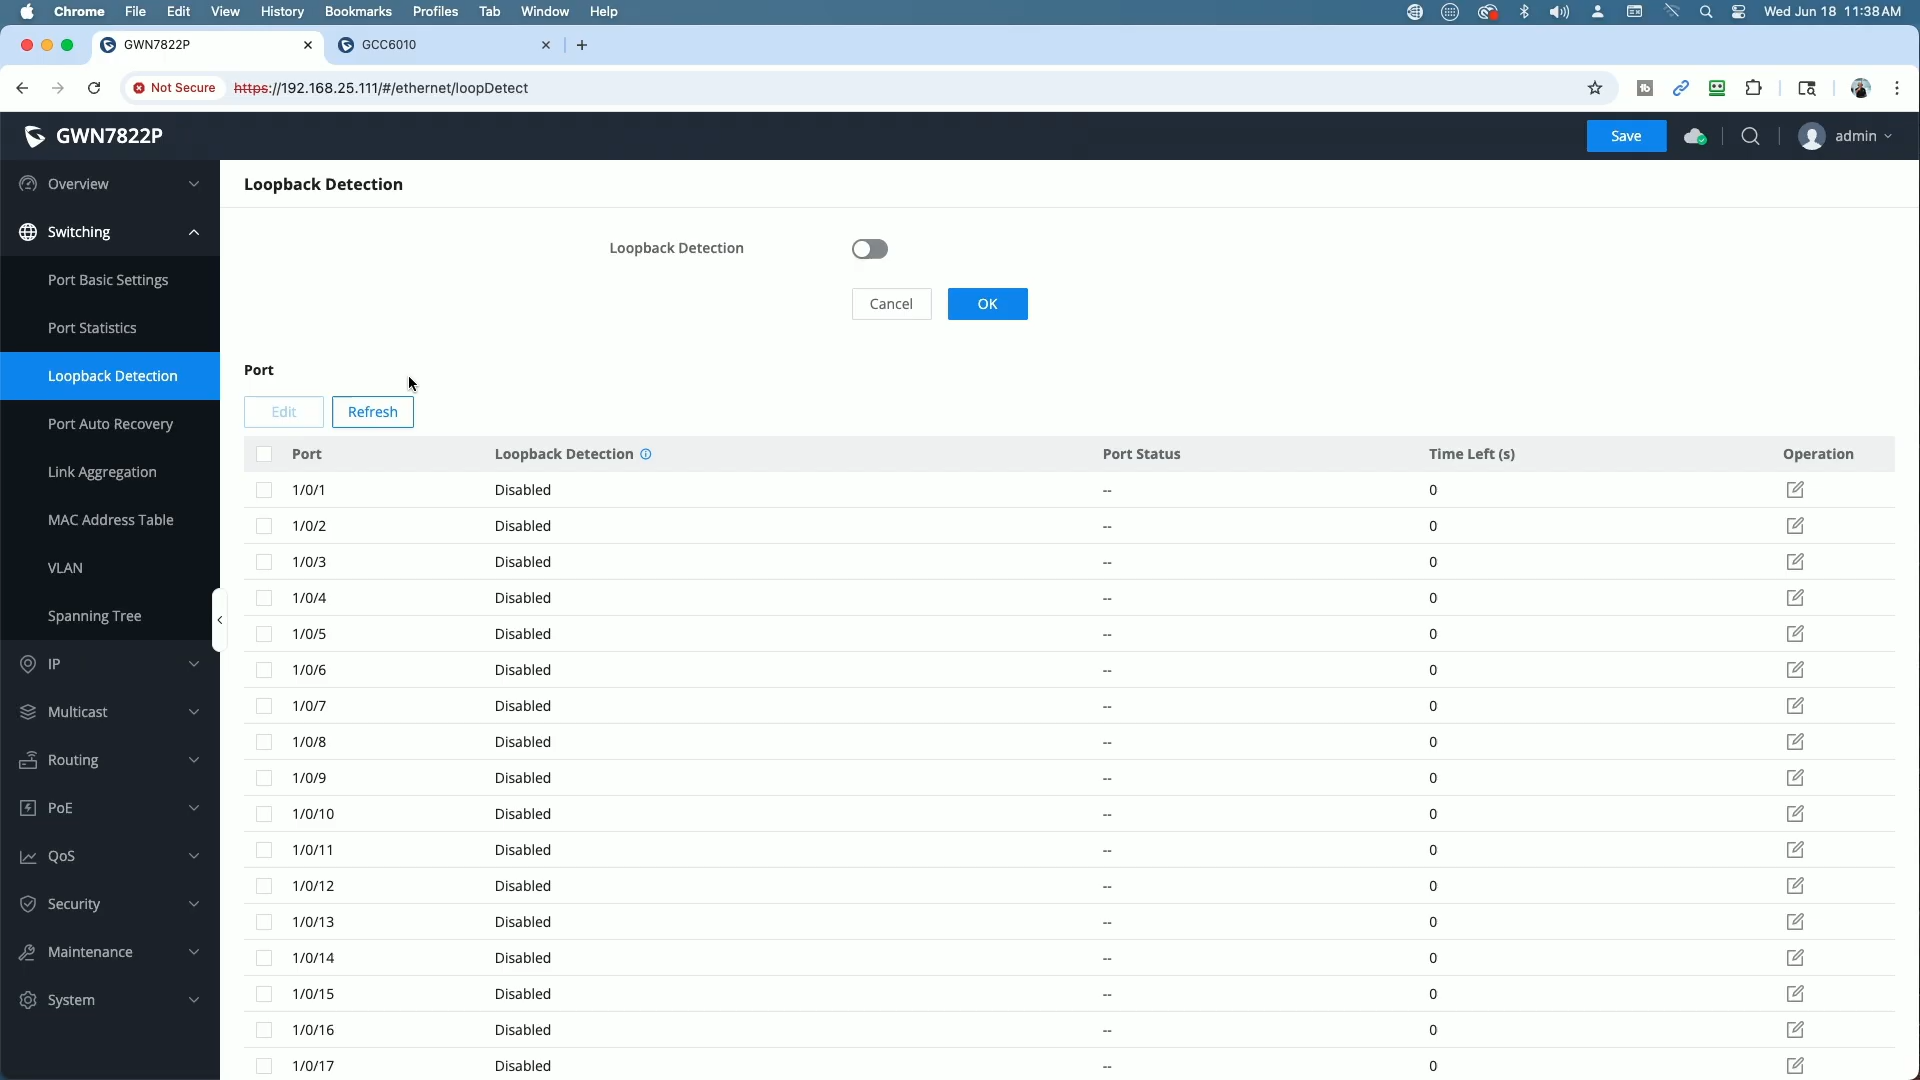 Chrome File Edit View History Bookmarks Profiles Tab Window Help Wed Jun 18 11:38 AM
GWN7822P GCC6010
Not Secure https://192.168.25.111/#/ethernet/loopDetect
GWN7822P Save admin
Overview
Switching
Port Basic Settings
Port Statistics
Loopback Detection
Port Auto Recovery
Link Aggregation
MAC Address Table
VLAN
Spanning Tree
IP
Multicast
Routing
PoE
QoS
Security
Maintenance
System
Loopback Detection
Loopback Detection
Cancel OK
Port
Edit Refresh
Port Loopback Detection Port Status Time Left (s) Operation
1/0/1 Disabled -- 0
1/0/2 Disabled -- 0
1/0/3 Disabled -- 0
1/0/4 Disabled -- 0
1/0/5 Disabled -- 0
1/0/6 Disabled -- 0
1/0/7 Disabled -- 0
1/0/8 Disabled -- 0
1/0/9 Disabled -- 0
1/0/10 Disabled -- 0
1/0/11 Disabled -- 0
1/0/12 Disabled -- 0
1/0/13 Disabled -- 0
1/0/14 Disabled -- 0
1/0/15 Disabled -- 0
1/0/16 Disabled -- 0
1/0/17 Disabled -- 0